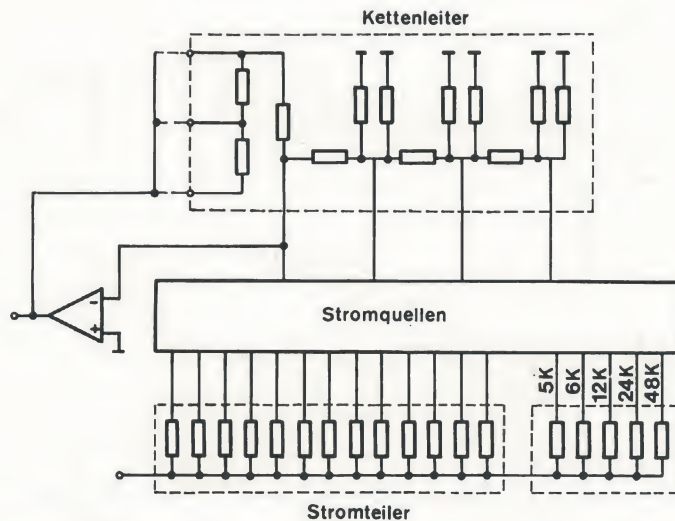 Kettenleiter
-
+
Stromquellen
5K
6K
12K
24K
48K
Stromteiler